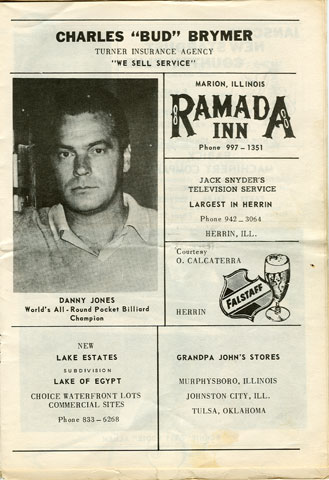 CHARLES "BUD" BRYMER
TURNER INSURANCE AGENCY
"WE SELL SERVICE"
MARION, ILLINOIS
RAMADA
INN
Phone 997-1351
JACK SNYDER'S
TELEVISION SERVICE
LARGEST IN HERRIN
Phone 942-3064
HERRIN, ILL.
Courtesy
O. CALCATERRA
FALSTAFF
HERRIN
DANNY JONES
World's All-Round Pocket Billiard
Champion
NEW
LAKE ESTATES
SUBDIVISION
LAKE OF EGYPT
CHOICE WATERFRONT LOTS
COMMERCIAL SITES
Phone 833-6268
GRANDPA JOHN'S STORES
MURPHYSBORO, ILLINOIS
JOHNSTON CITY, ILL.
TULSA, OKLAHOMA